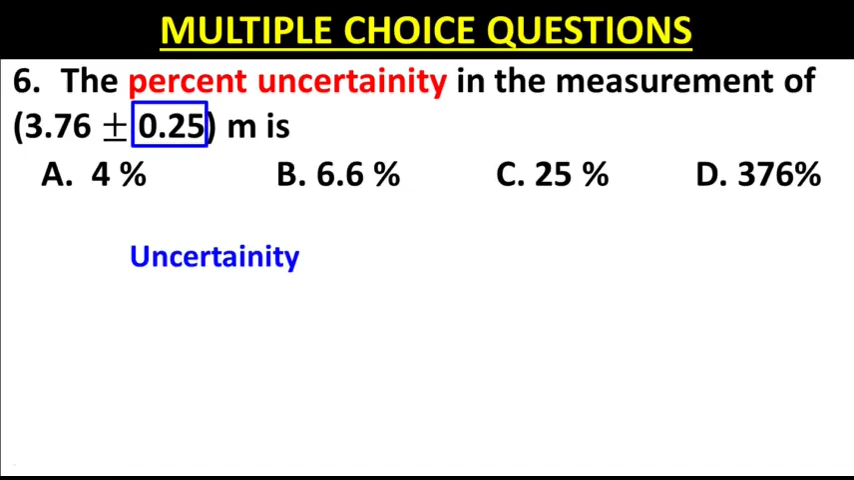 MULTIPLE CHOICE QUESTIONS
6. The percent uncertainity in the measurement of
(3.76 ± 0.25) m is
A. 4 % B. 6.6 % C. 25 % D. 376%
Uncertainity